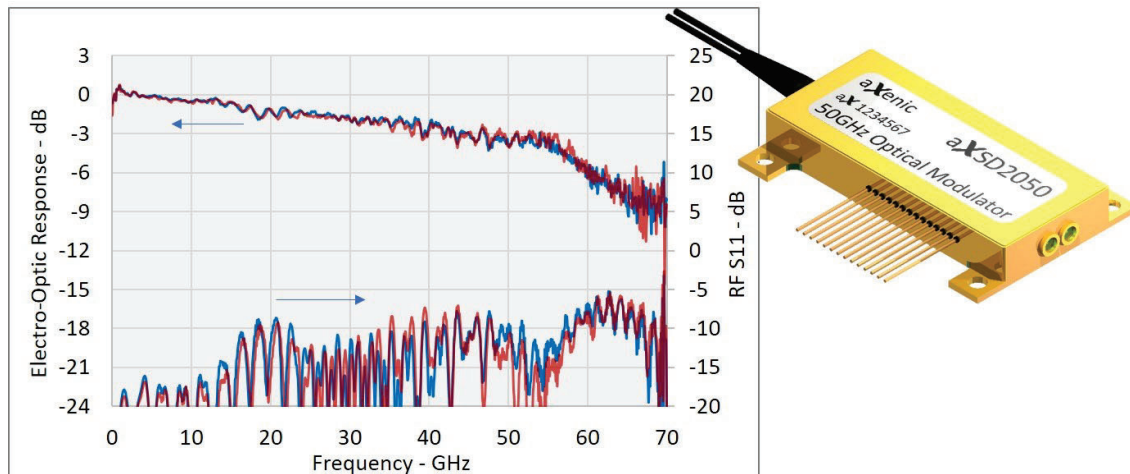 3
0
-3
-6
-9
-12
-15
-18
-21
-24
Electro-Optic Response - dB
25
20
15
10
5
0
-5
-10
-15
-20
RF S11 - dB
0 10 20 30 40 50 60 70
Frequency - GHz
aXenic
aX 1234567
aXSD2050
50GHz Optical Modulator